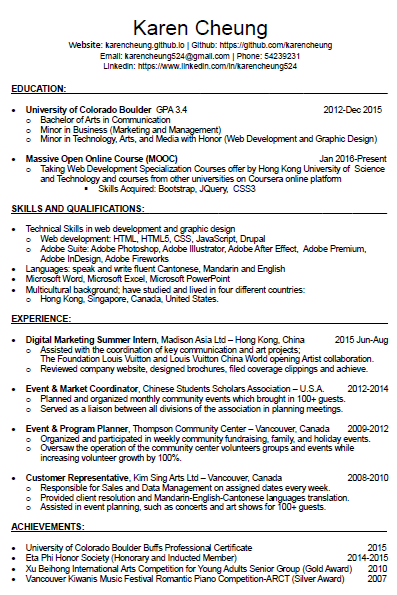 Karen Cheung
Website: karencheung.github.io | Github: https://github.com/karencheung
Email: karencheung524@gmail.com | Phone: 54239231
Linkedin: https://www.linkedin.com/in/karencheung524
EDUCATION:
• University of Colorado Boulder GPA 3.4 2012-Dec 2015
o Bachelor of Arts in Communication
o Minor in Business (Marketing and Management)
o Minor in Technology, Arts, and Media with Honor (Web Development and Graphic Design)
• Massive Open Online Course (MOOC) Jan 2016-Present
o Taking Web Development Specialization Courses offer by Hong Kong University of Science
and Technology and courses from other universities on Coursera online platform
▪ Skills Acquired: Bootstrap, JQuery, CSS3
SKILLS AND QUALIFICATIONS:
• Technical Skills in web development and graphic design
o Web development: HTML, HTML5, CSS, JavaScript, Drupal
o Adobe Suite: Adobe Photoshop, Adobe Illustrator, Adobe After Effect, Adobe Premium,
Adobe InDesign, Adobe Fireworks
• Languages: speak and write fluent Cantonese, Mandarin and English
• Microsoft Word, Microsoft Excel, Microsoft PowerPoint
• Multicultural background; have studied and lived in four different countries:
o Hong Kong, Singapore, Canada, United States.
EXPERIENCE:
• Digital Marketing Summer Intern, Madison Asia Ltd – Hong Kong, China 2015 Jun-Aug
o Assisted with the coordination of key communication and art projects;
The Foundation Louis Vuitton and Louis Vuitton China World opening Artist collaboration.
o Reviewed company website, designed brochures, filed coverage clippings and achieve.
• Event & Market Coordinator, Chinese Students Scholars Association – U.S.A. 2012-2014
o Planned and organized monthly community events which brought in 100+ guests.
o Served as a liaison between all divisions of the association in planning meetings.
• Event & Program Planner, Thompson Community Center – Vancouver, Canada 2009-2012
o Organized and participated in weekly community fundraising, family, and holiday events.
o Oversaw the operation of the community center volunteers groups and events while
increasing volunteer growth by 100%.
• Customer Representative, Kim Sing Arts Ltd – Vancouver, Canada 2008-2010
o Responsible for Sales and Data Management on assigned dates every week.
o Provided client resolution and Mandarin-English-Cantonese languages translation.
o Assisted in event planning, such as concerts and art shows for 100+ guests.
ACHIEVEMENTS:
• University of Colorado Boulder Buffs Professional Certificate 2015
• Eta Phi Honor Society (Honorary and Inducted Member) 2014-2015
• Xu Beihong International Arts Competition for Young Adults Senior Group (Gold Award) 2010
• Vancouver Kiwanis Music Festival Romantic Piano Competition-ARCT (Silver Award) 2007